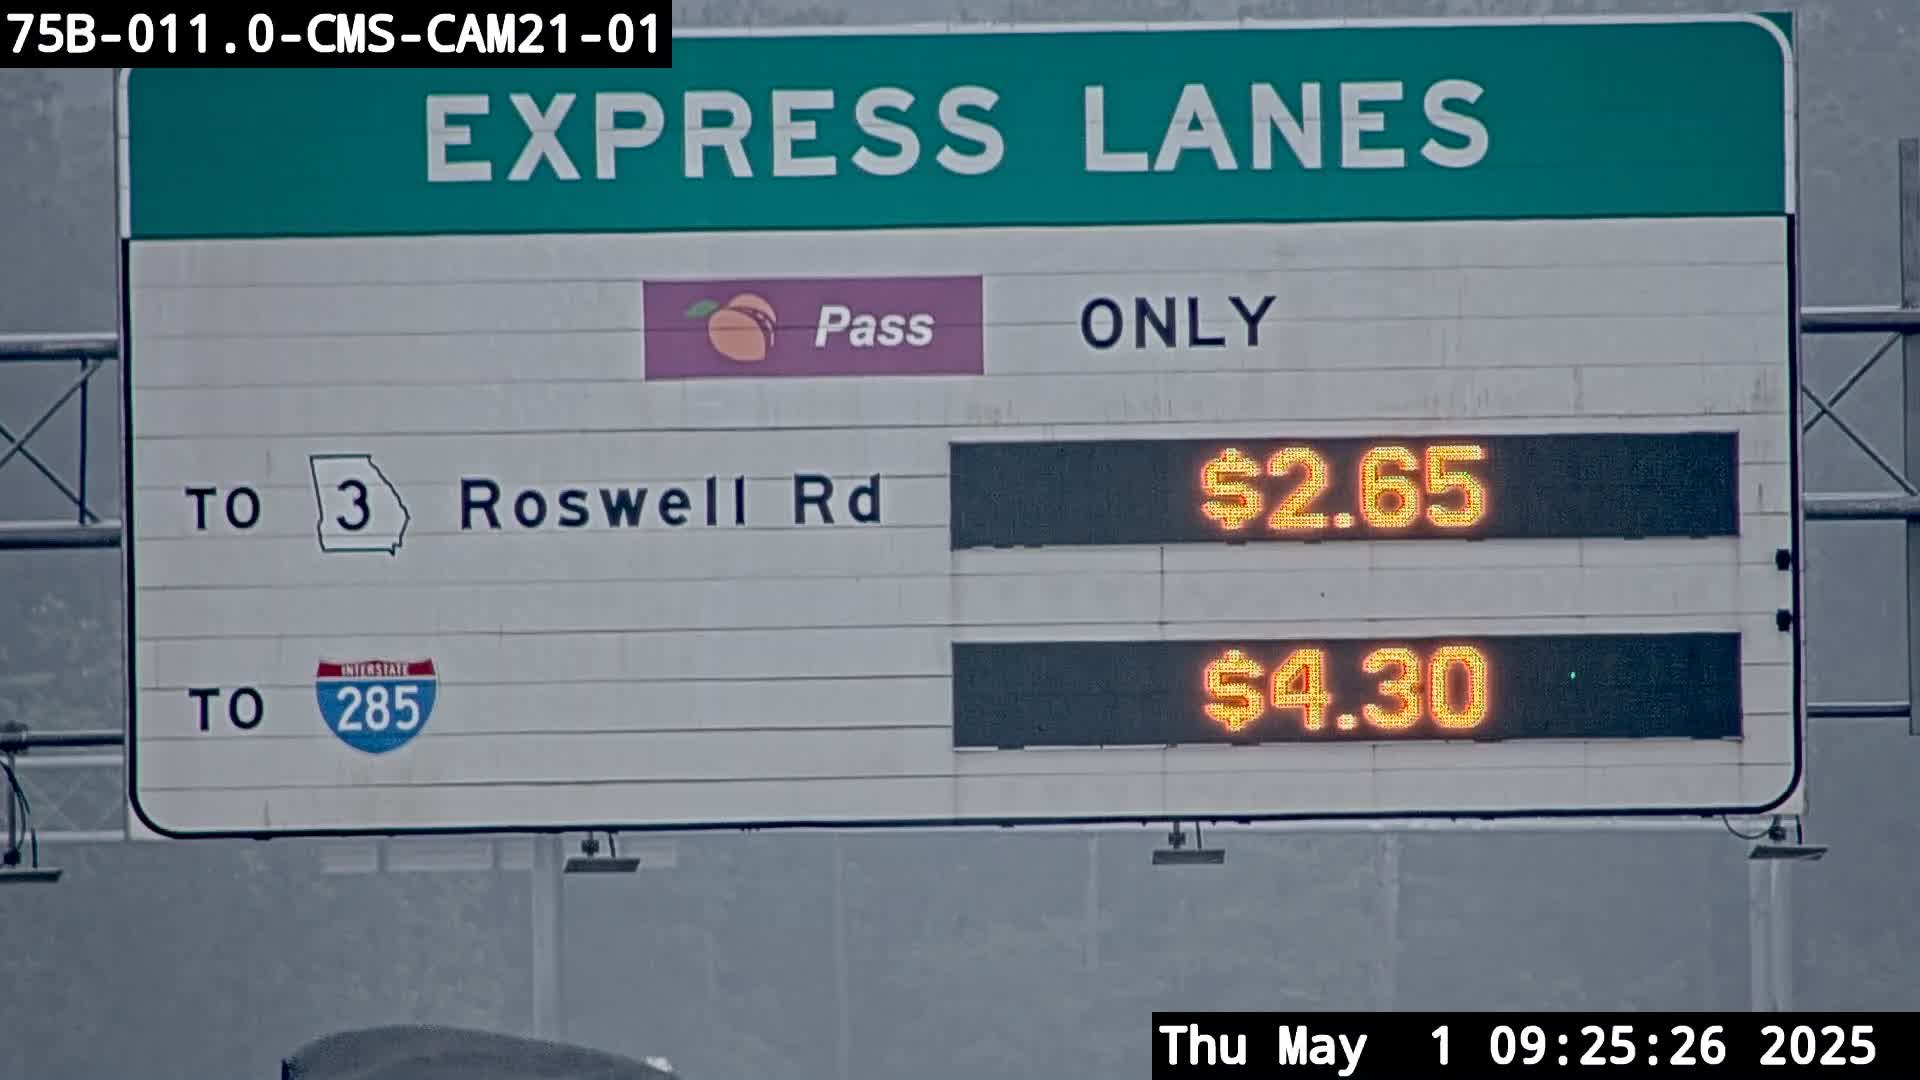 75B-011.0-CMS-CAM21-01
EXPRESS LANES
Pass ONLY
TO 3 Roswell Rd $2.65
INTERSTATE
TO 285 $4.30
Thu May 1 09:25:26 2025